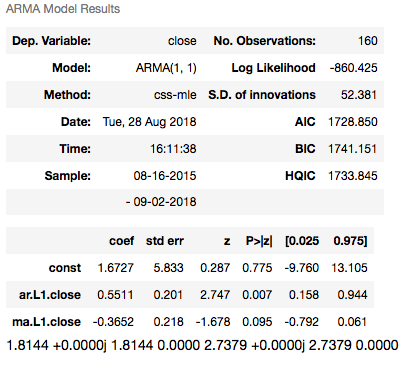 ARMA Model Results
Dep. Variable: close No. Observations: 160
Model: ARMA(1, 1) Log Likelihood -860.425
Method: css-mle S.D. of innovations 52.381
Date: Tue, 28 Aug 2018 AIC 1728.850
Time: 16:11:38 BIC 1741.151
Sample: 08-16-2015 HQIC 1733.845
- 09-02-2018
coef std err z P>|z| [0.025 0.975]
const 1.6727 5.833 0.287 0.775 -9.760 13.105
ar.L1.close 0.5511 0.201 2.747 0.007 0.158 0.944
ma.L1.close -0.3652 0.218 -1.678 0.095 -0.792 0.061
1.8144 +0.0000j 1.8144 0.0000 2.7379 +0.0000j 2.7379 0.0000